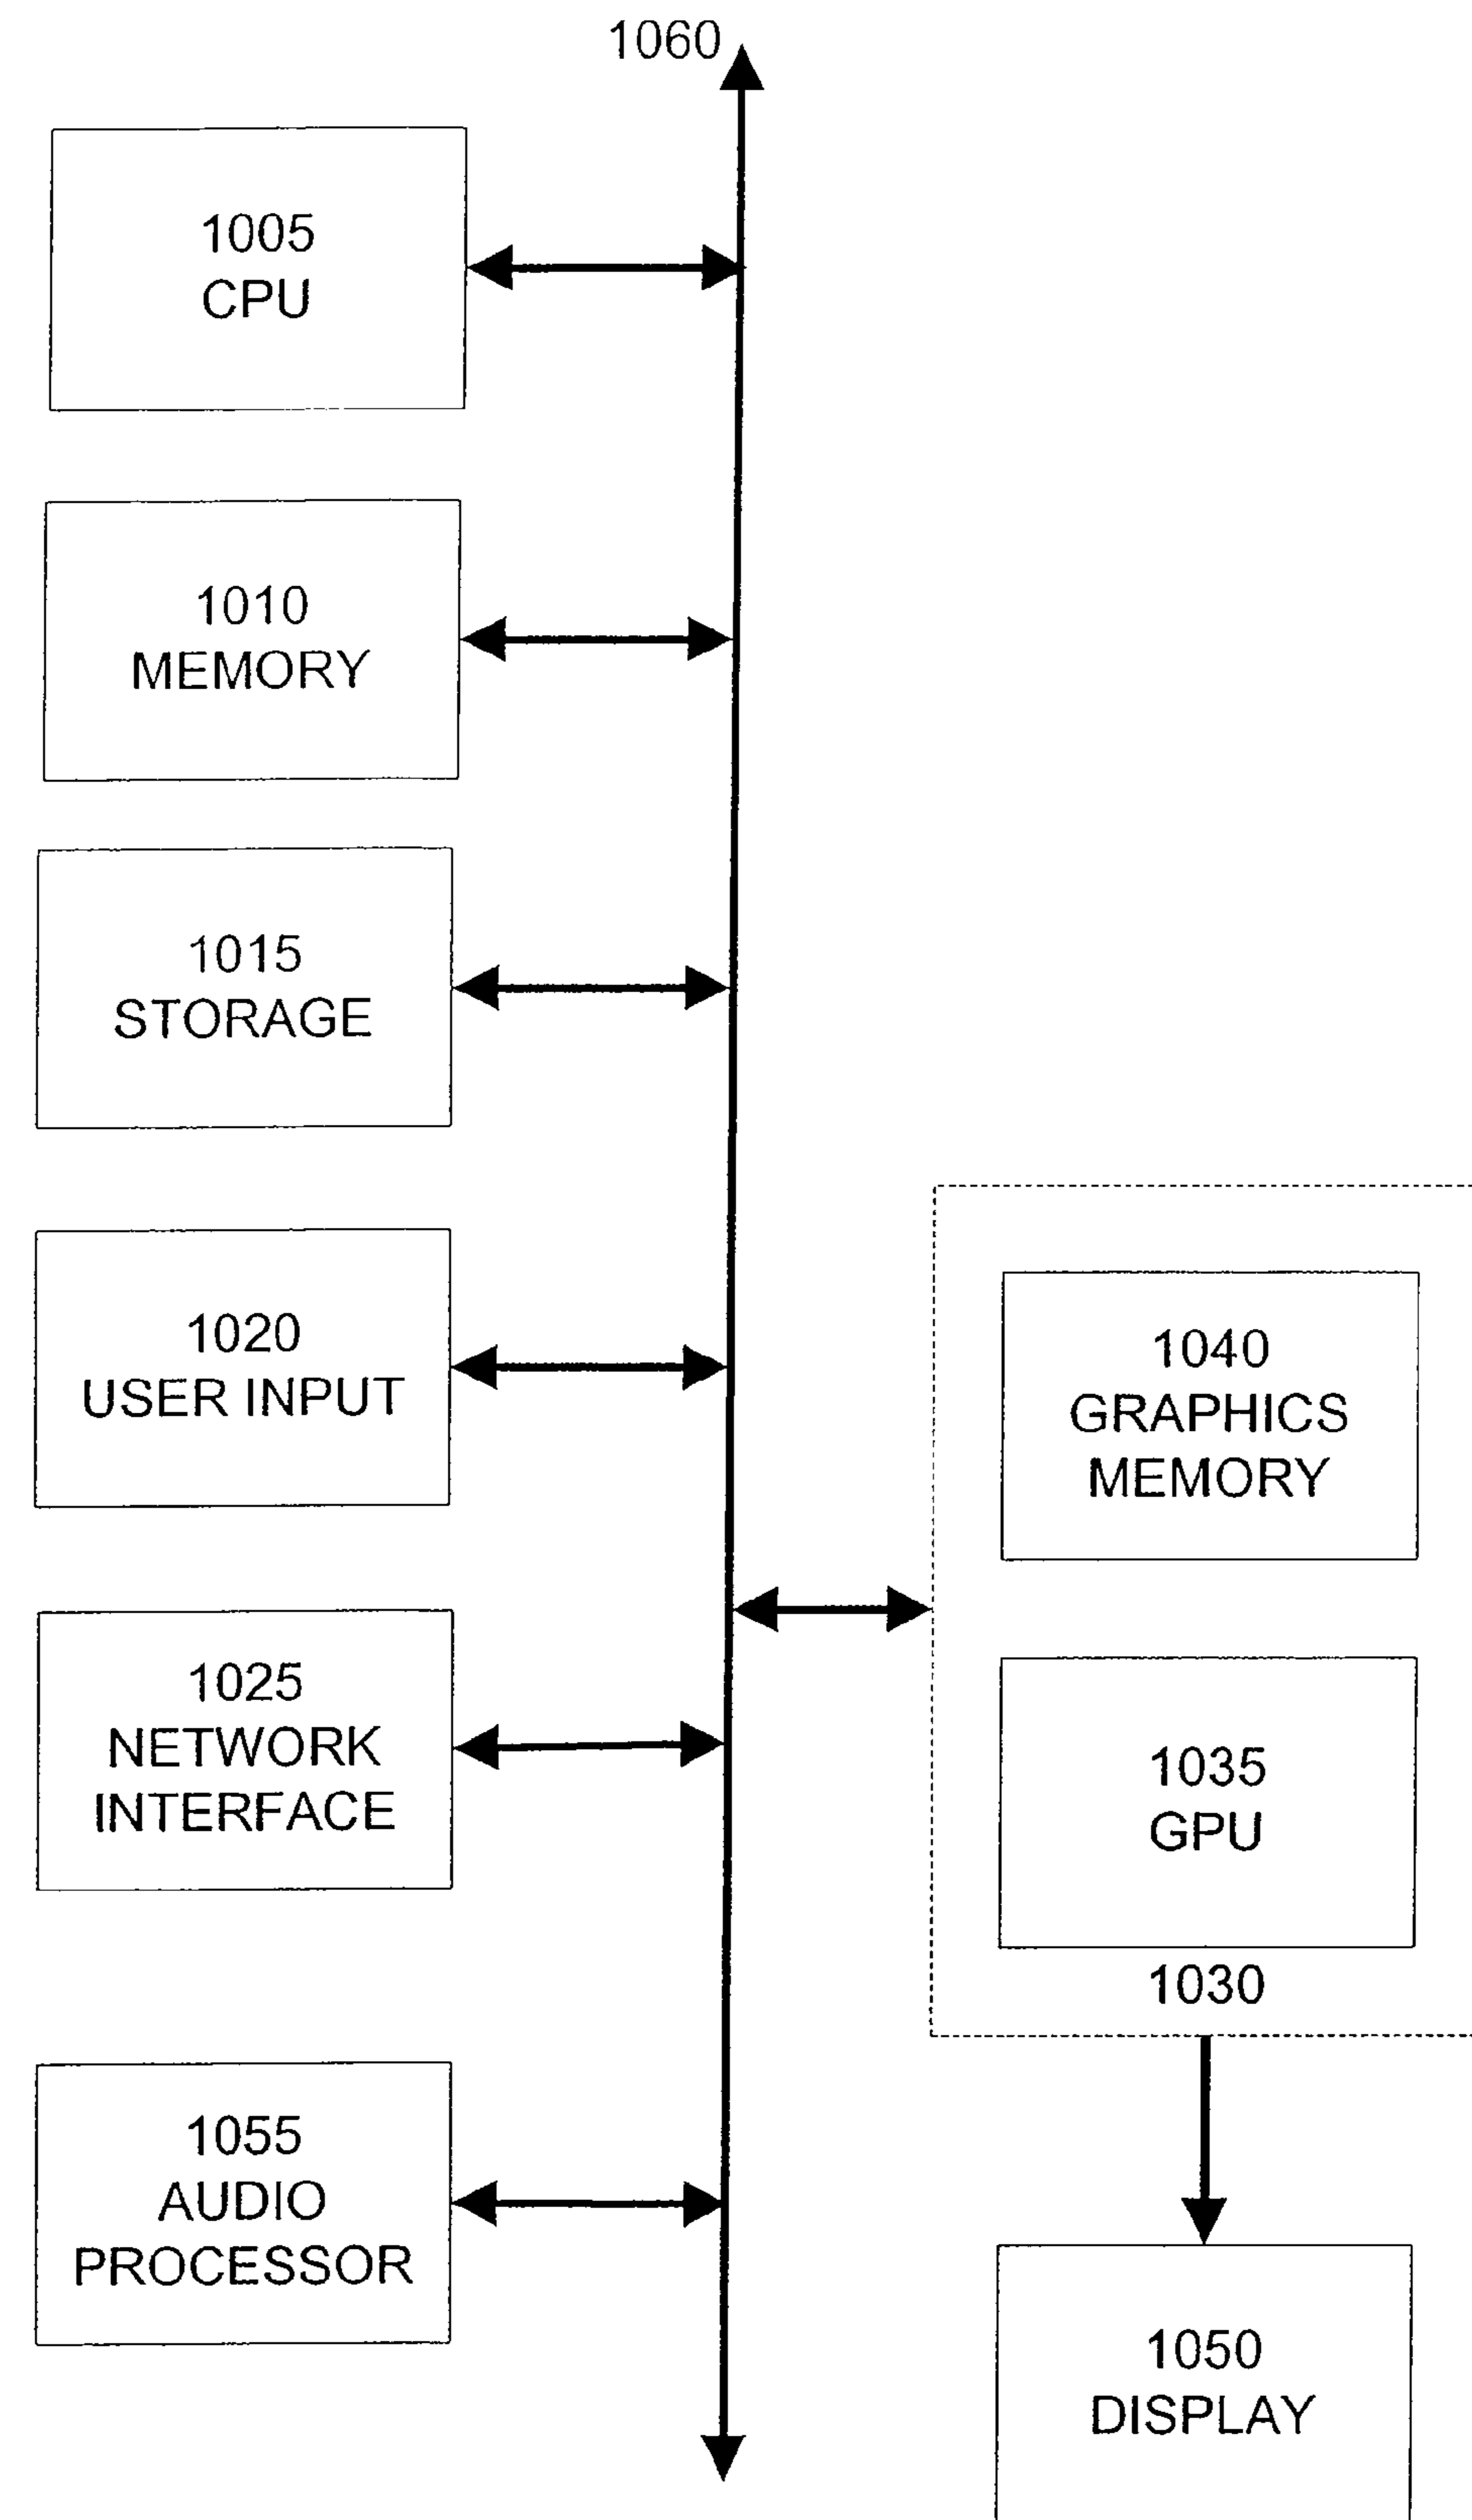 1060
1005
CPU
1010
MEMORY
1015
STORAGE
1020
USER INPUT
1025
NETWORK
INTERFACE
1055
AUDIO
PROCESSOR
1040
GRAPHICS
MEMORY
1035
GPU
1030
1050
DISPLAY